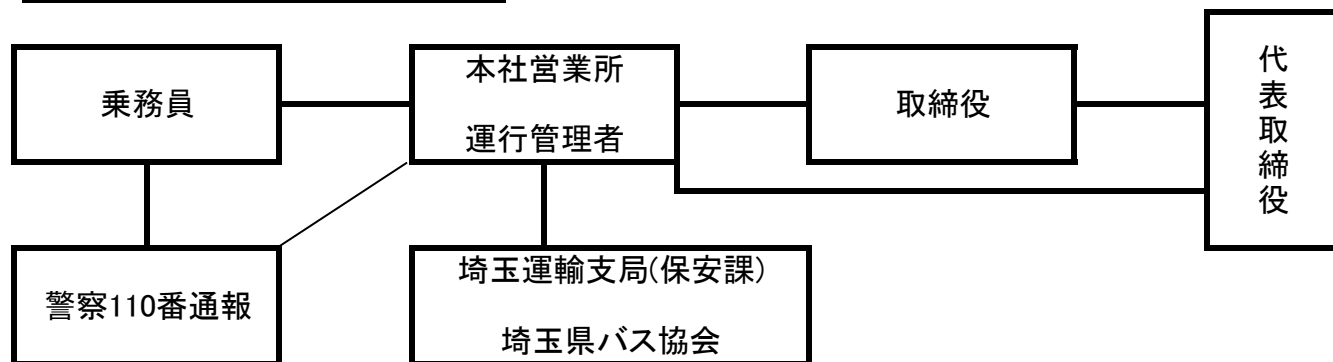 乗務員
本社営業所
運行管理者
取締役
代表取締役
警察110番通報
埼玉運輸支局(保安課)
埼玉県バス協会